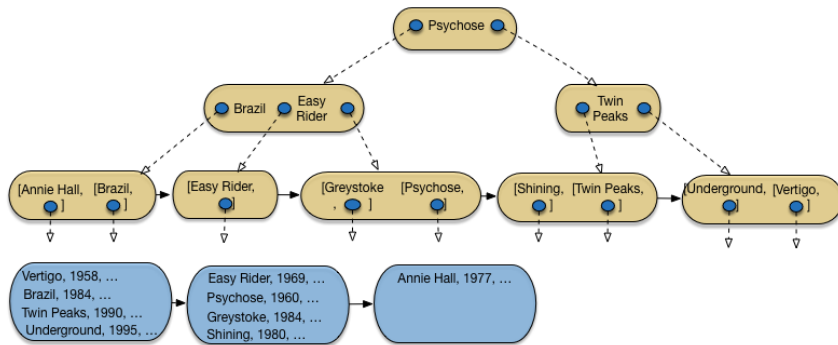 Psychose
Brazil
Easy
Rider
Twin
Peaks
[Annie Hall, [Brazil,
] ]
[Easy Rider,
]
[Greystoke [Psychose,
, ] ]
[Shining, [Twin Peaks,
] ]
[Underground, [Vertigo,
] ]
Vertigo, 1958, ...
Brazil, 1984, ...
Twin Peaks, 1990, ...
Underground, 1995, ...
Easy Rider, 1969, ...
Psychose, 1960, ...
Greystoke, 1984, ...
Shining, 1980, ...
Annie Hall, 1977, ...